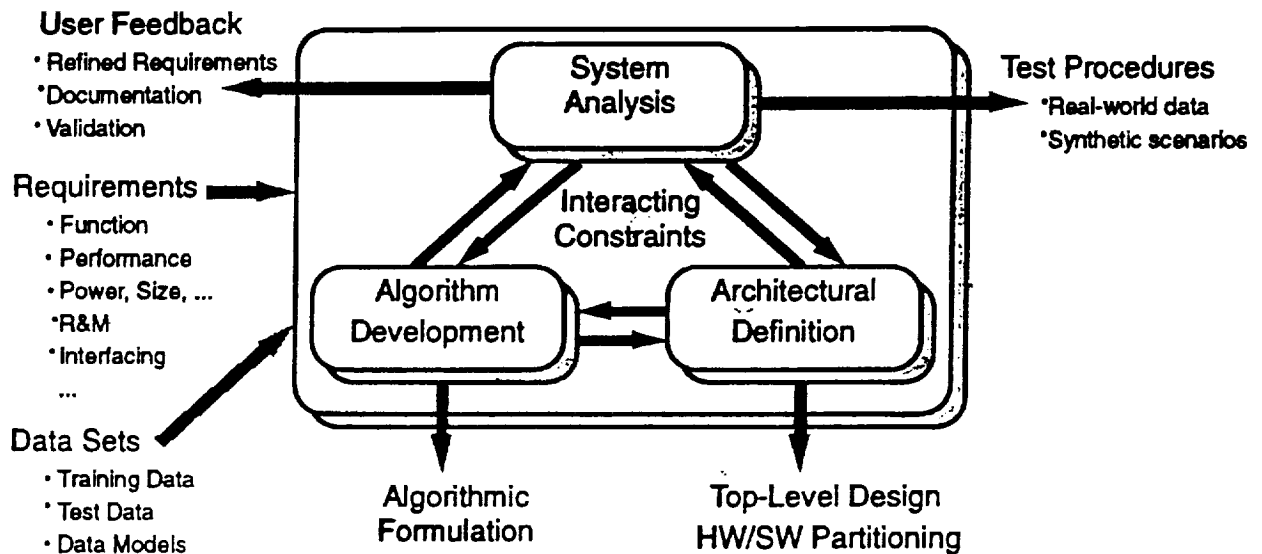 User Feedback
• Refined Requirements
•Documentation
• Validation
System
Analysis
Test Procedures
•Real-world data
•Synthetic scenarios
Requirements
• Function
• Performance
• Power, Size, ...
•R&M
• Interfacing
...
Interacting
Constraints
Algorithm
Development
Architectural
Definition
Data Sets
• Training Data
• Test Data
• Data Models
Algorithmic
Formulation
Top-Level Design
HW/SW Partitioning